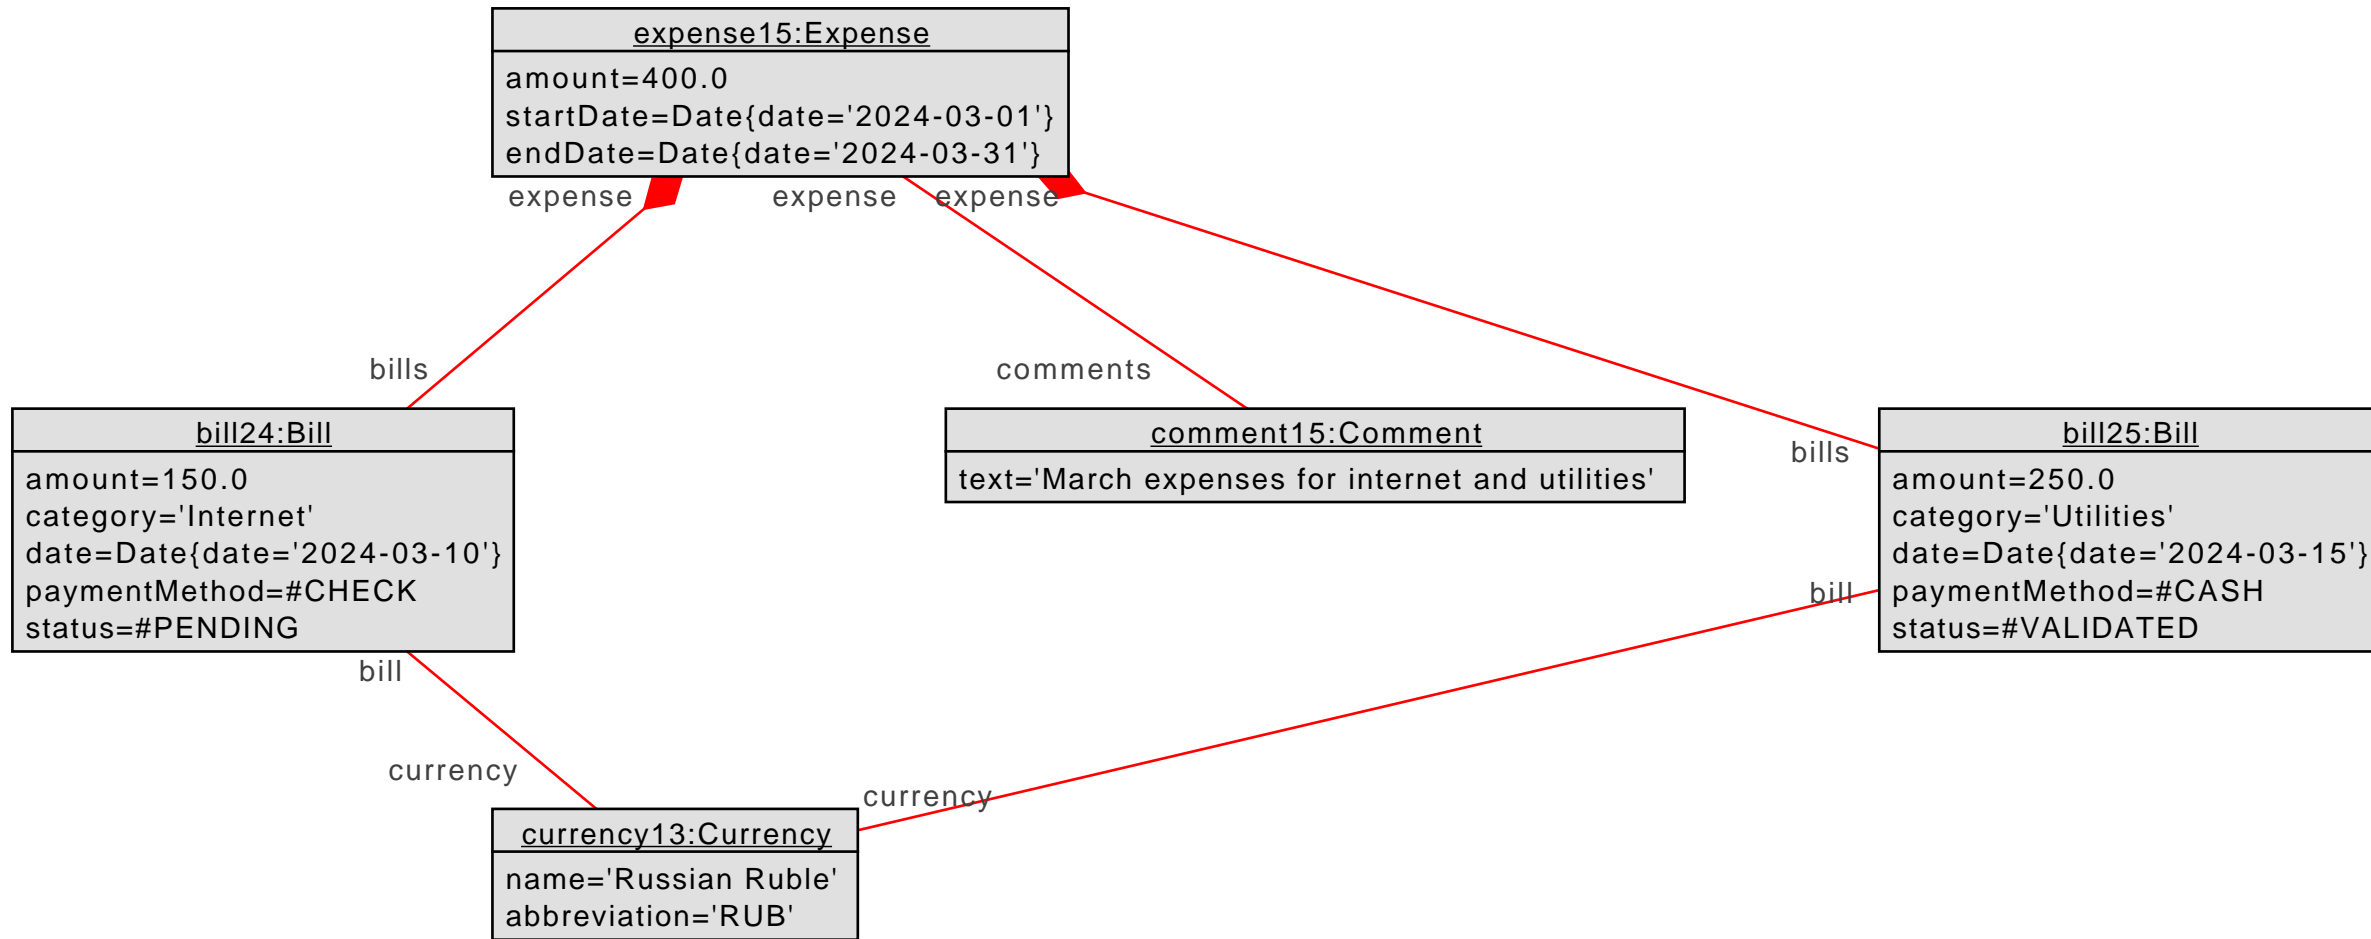 expense15:Expense
amount=400.0
startDate=Date{date='2024-03-01'}
endDate=Date{date='2024-03-31'}
expense
expense
expense
bills
comments
bills
bill24:Bill
amount=150.0
category='Internet'
date=Date{date='2024-03-10'}
paymentMethod=#CHECK
status=#PENDING
comment15:Comment
text='March expenses for internet and utilities'
bill25:Bill
amount=250.0
category='Utilities'
date=Date{date='2024-03-15'}
paymentMethod=#CASH
status=#VALIDATED
bill
bill
currency
currency
currency13:Currency
name='Russian Ruble'
abbreviation='RUB'